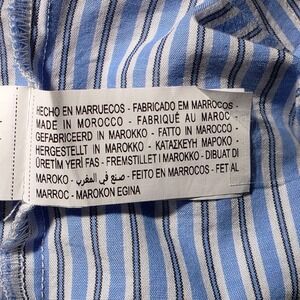 HECHO EN MARRUECOS - FABRICADO EM MARROCOS -
MADE IN MOROCCO - FABRIQUÉ AU MAROC -
GEFABRICEERD IN MAROKKO - FATTO IN MAROCCO -
HERGESTELLT IN MAROKKO - ΚΑΤΑΣΚΕΥΗ ΜΑΡΟΚΟ -
ÜRETİM YERİ FAS - FREMSTILLET I MAROKKO - DIBUAT DI
MAROKO - صنع في المغرب - FEITO EN MARROCOS - FET AL
MARROC - MAROKON EGINA